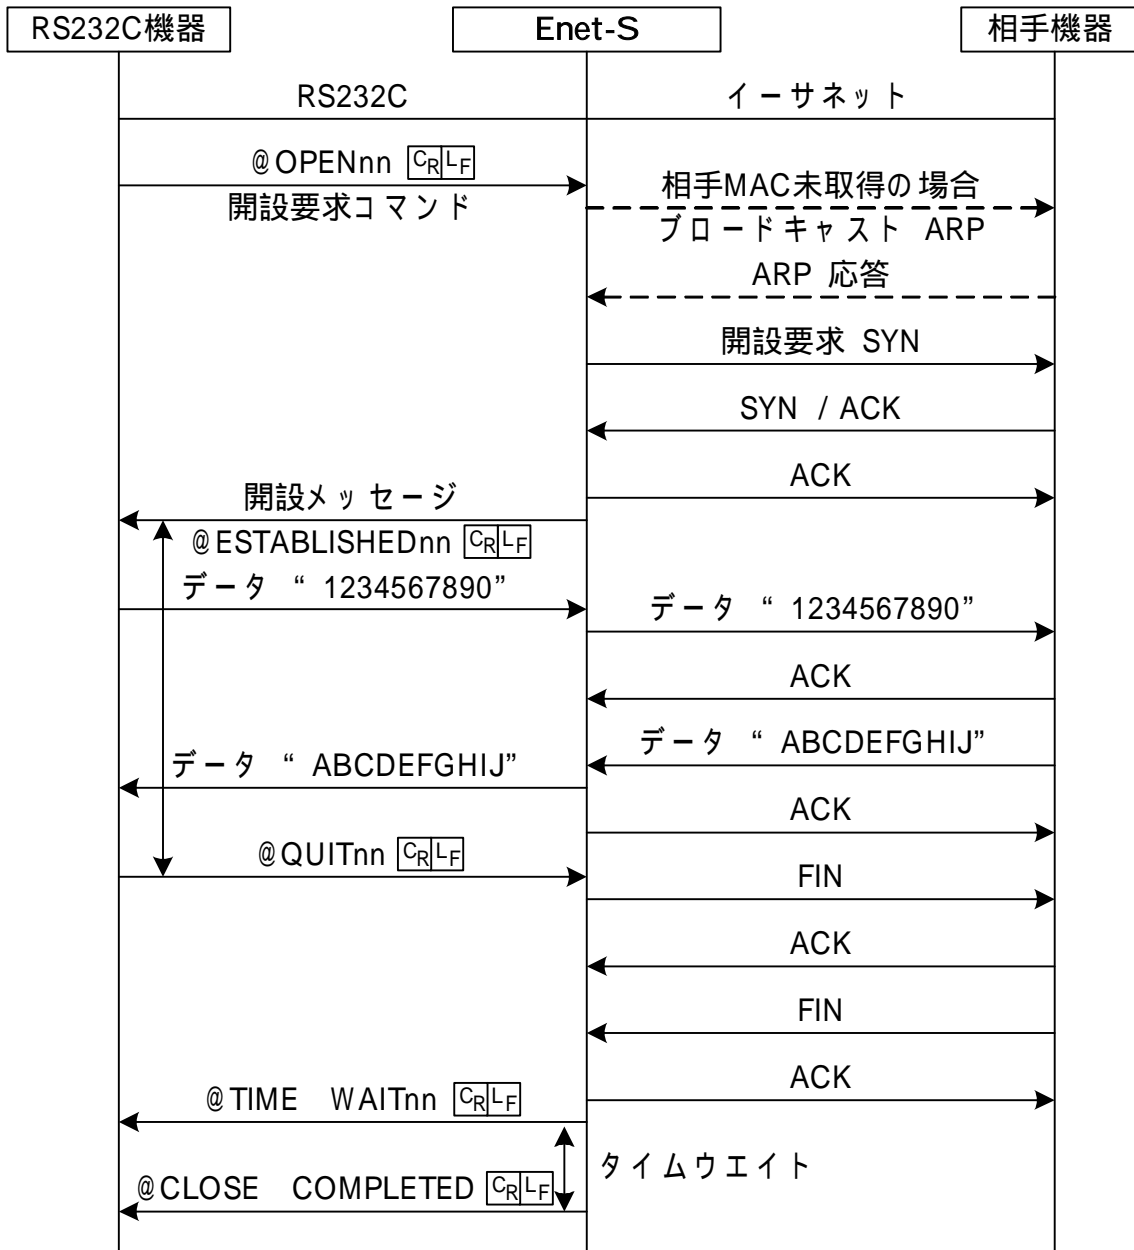 RS232C機器
Enet-S
相手機器
RS232C
イーサネット
@OPENnn CRLF
開設要求コマンド
相手MAC未取得の場合
ブロードキャスト ARP
ARP 応答
開設要求 SYN
SYN / ACK
ACK
開設メッセージ
@ESTABLISHEDnn CRLF
データ “ 1234567890”
データ “ 1234567890”
ACK
データ “ ABCDEFGHIJ”
データ “ ABCDEFGHIJ”
ACK
@QUITnn CRLF
FIN
ACK
FIN
ACK
@TIME WAITnn CRLF
タイムウエイト
@CLOSE COMPLETED CRLF